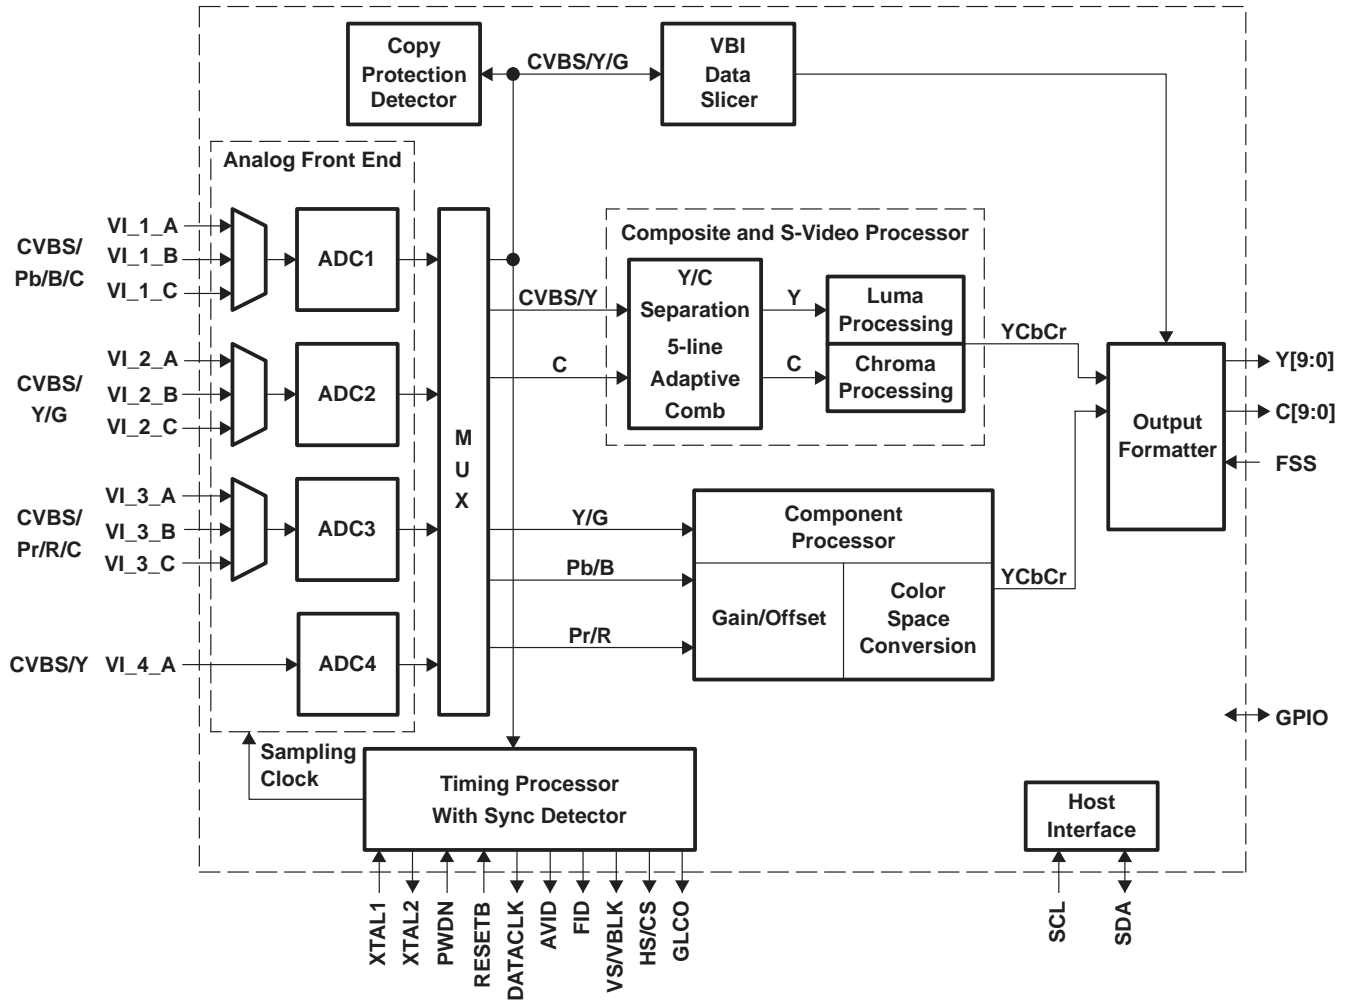 Copy
Protection
Detector
CVBS/Y/G
VBI
Data
Slicer
Analog Front End
CVBS/
Pb/B/C
VI_1_A
VI_1_B
VI_1_C
ADC1
CVBS/
Y/G
VI_2_A
VI_2_B
VI_2_C
ADC2
CVBS/
Pr/R/C
VI_3_A
VI_3_B
VI_3_C
ADC3
CVBS/Y
VI_4_A
ADC4
M
U
X
Composite and S-Video Processor
CVBS/Y
C
Y/C
Separation
5-line
Adaptive
Comb
Y
C
Luma
Processing
Chroma
Processing
YCbCr
Y/G
Pb/B
Pr/R
Component
Processor
Gain/Offset
Color
Space
Conversion
YCbCr
Output
Formatter
Y[9:0]
C[9:0]
FSS
GPIO
Sampling
Clock
Timing Processor
With Sync Detector
Host
Interface
XTAL1
XTAL2
PWDN
RESETB
DATACLK
AVID
FID
VS/VBLK
HS/CS
GLCO
SCL
SDA